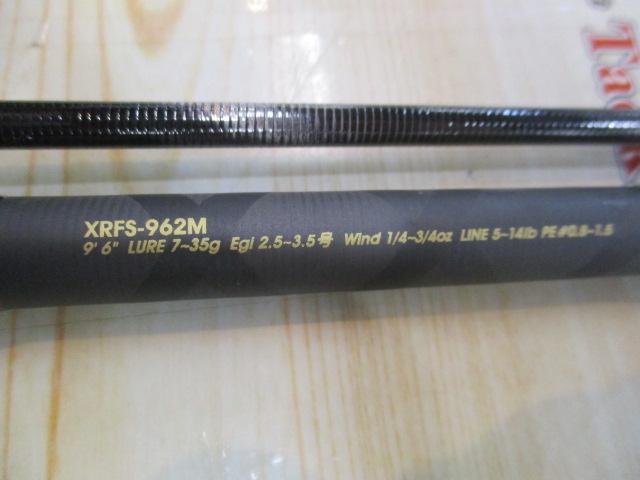 XRFS-962M
9' 6" LURE 7~35g Egi 2.5~3.5号 Wind 1/4~3/4oz LINE 5~14lb PE#0.8~1.5